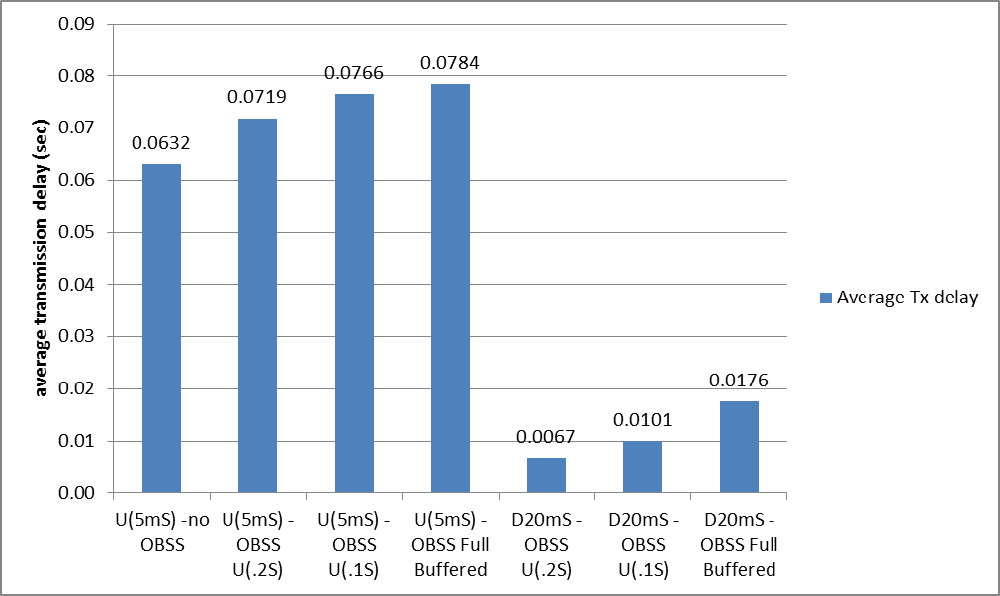 0.09
0.08
0.07
0.06
0.05
0.04
0.03
0.02
0.01
0.00
average transmission delay (sec)
0.0632
0.0719
0.0766
0.0784
0.0067
0.0101
0.0176
U(5mS) -no
OBSS
U(5mS) -
OBSS
U(.2S)
U(5mS) -
OBSS
U(.1S)
U(5mS) -
OBSS Full
Buffered
D20mS -
OBSS
U(.2S)
D20mS -
OBSS
U(.1S)
D20mS -
OBSS Full
Buffered
Average Tx delay